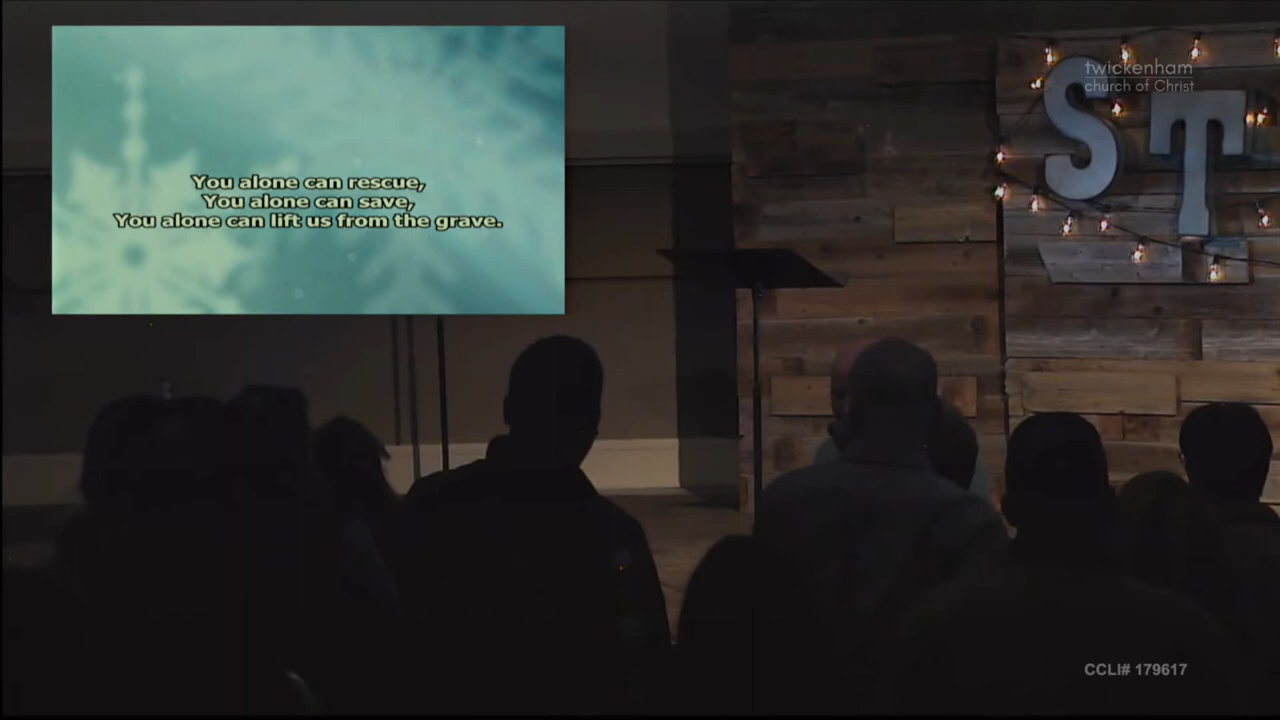 You alone can rescue,
You alone can save,
You alone can lift us from the grave.
twickenham
church of Christ
ST
CCLI# 179617